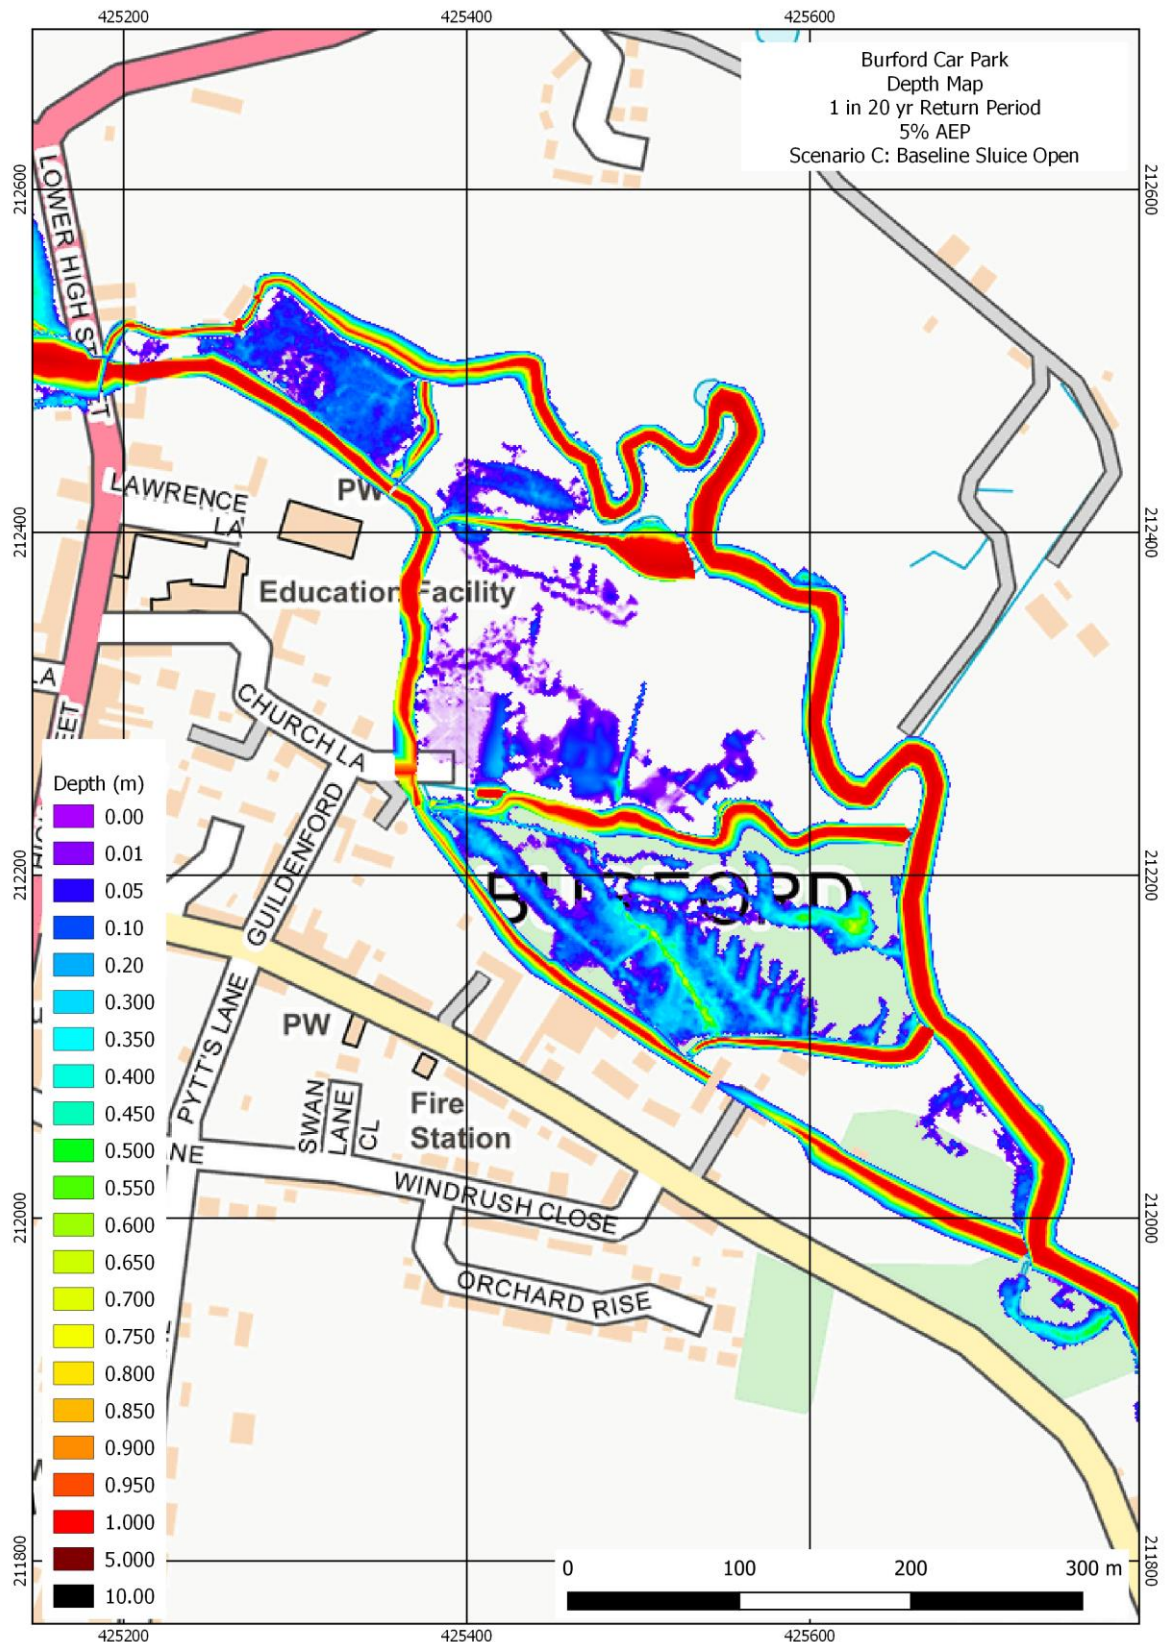 425200
425400
425600
Burford Car Park
Depth Map
1 in 20 yr Return Period
5% AEP
Scenario C: Baseline Sluice Open
212600
212600
LOWER HIGH ST
LAWRENCE
LA
PW
212400
212400
Education Facility
LA
EET
CHURCH LA
GUILDENFORD
212200
212200
BURFORD
PYTT'S LANE
PW
Fire
Station
SWAN
LANE
CL
NE
WINDRUSH CLOSE
212000
212000
ORCHARD RISE
Depth (m)
0.00
0.01
0.05
0.10
0.20
0.300
0.350
0.400
0.450
0.500
0.550
0.600
0.650
0.700
0.750
0.800
0.850
0.900
0.950
1.000
5.000
10.00
211800
211800
0 100 200 300 m
425200
425400
425600